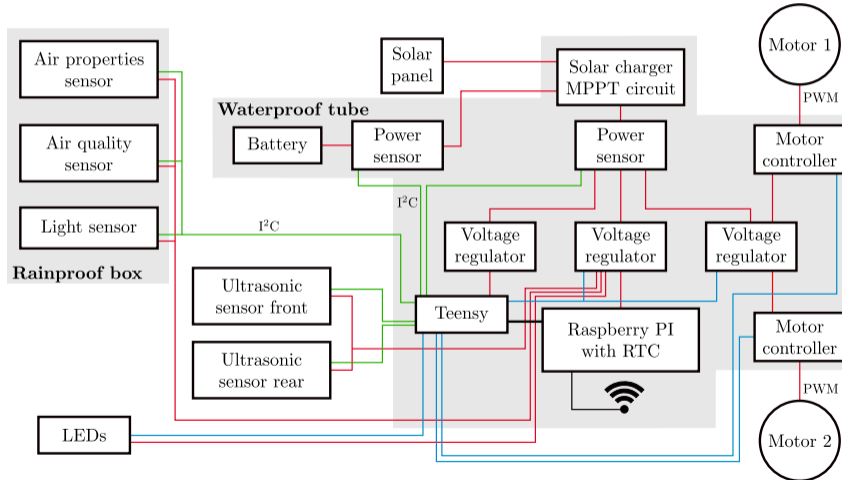 Air properties
sensor
Air quality
sensor
Light sensor
Rainproof box
I²C
Solar
panel
Solar charger
MPPT circuit
Waterproof tube
Battery
Power
sensor
Power
sensor
I²C
Motor 1
PWM
Motor
controller
Voltage
regulator
Voltage
regulator
Voltage
regulator
Ultrasonic
sensor front
Ultrasonic
sensor rear
Teensy
Raspberry PI
with RTC
Motor
controller
PWM
Motor 2
LEDs